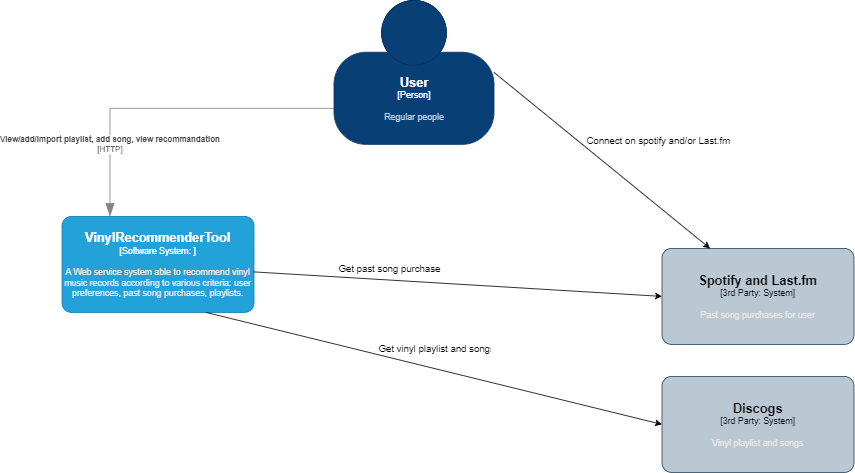 User
[Person]
Regular people
View/add/import playlist, add song, view recommandation
[HTTP]
Connect on spotify and/or Last.fm
VinylRecommenderTool
[Software System: ]
A Web service system able to recommend vinyl
music records according to various criteria: user
preferences, past song purchases, playlists.
Get past song purchase
Spotify and Last.fm
[3rd Party: System]
Past song purchases for user
Get vinyl playlist and songs
Discogs
[3rd Party: System]
Vinyl playlist and songs